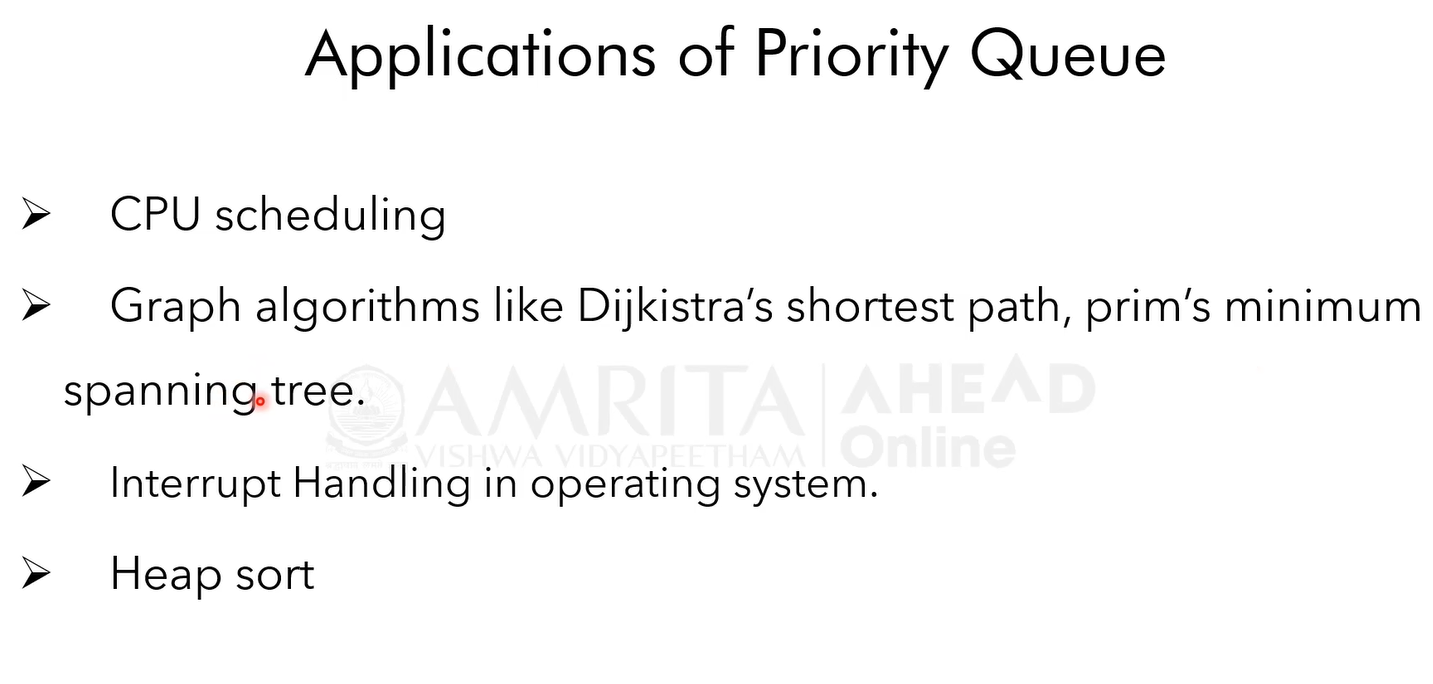 Applications of Priority Queue
➢ CPU scheduling
➢ Graph algorithms like Dijkistra’s shortest path, prim’s minimum
spanning tree.
AMRITA AHEAD
VISHWA VIDYAPEETHAM Online
➢ Interrupt Handling in operating system.
➢ Heap sort